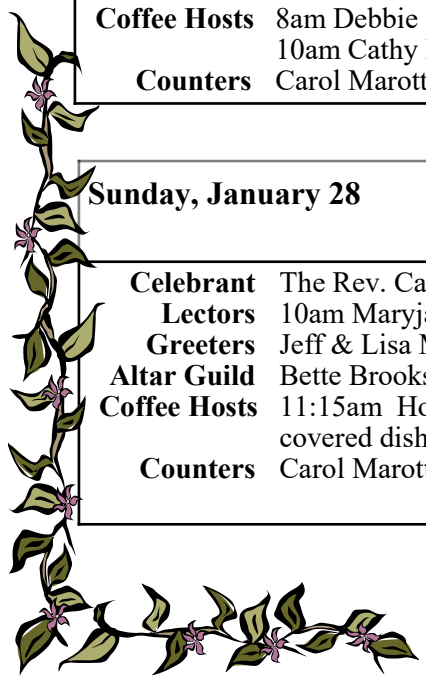 Coffee Hosts 8am Debbie
10am Cathy
Counters Carol
Sunday, January 28
Celebrant The Rev.
Lectors 10am
Greeters Jeff & Lisa
Altar Guild Bette Brooks
Coffee Hosts 11:15am
covered dish
Counters Carol